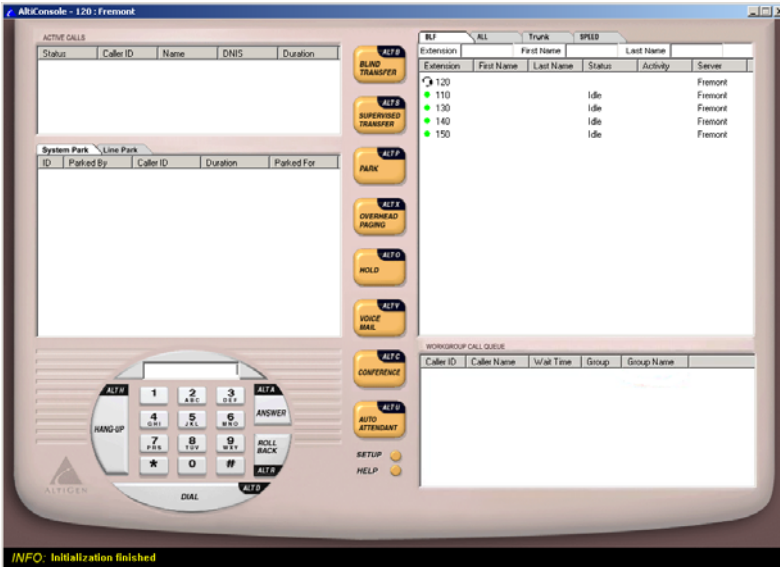 AltiConsole - 120 : Fremont
ACTIVE CALLS
Status Caller ID Name DNIS Duration
System Park Line Park
ID Parked By Caller ID Duration Parked For
ALT B
BLIND
TRANSFER
ALT S
SUPERVISED
TRANSFER
ALT P
PARK
ALT X
OVERHEAD
PAGING
ALT O
HOLD
ALT V
VOICE
MAIL
ALT C
CONFERENCE
ALT U
AUTO
ATTENDANT
SETUP
HELP
BLF ALL Trunk SPEED
Extension First Name Last Name
Extension First Name Last Name Status Activity Server
120 Fremont
110 Idle Fremont
130 Idle Fremont
140 Idle Fremont
150 Idle Fremont
WORKGROUP CALL QUEUE
Caller ID Caller Name Wait Time Group Group Name
ALT H
HANG-UP
1 2 ABC 3 DEF
4 GHI 5 JKL 6 MNO
7 PRS 8 TUV 9 WXY
* 0 #
ALT A
ANSWER
ROLL
BACK
ALT R
ALT D
DIAL
ALTIGEN
INFO: Initialization finished